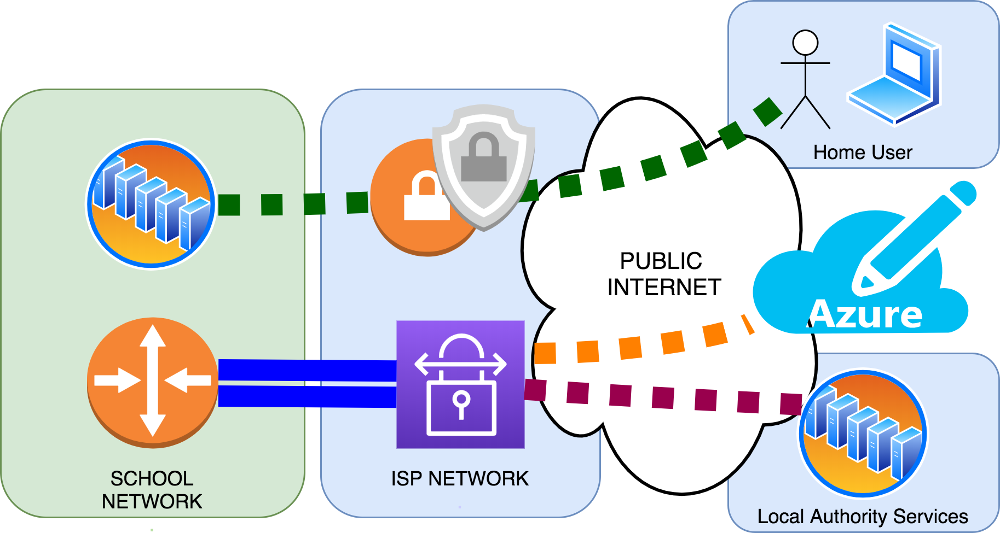 Home User
PUBLIC
INTERNET
Azure
SCHOOL
NETWORK
ISP NETWORK
Local Authority Services